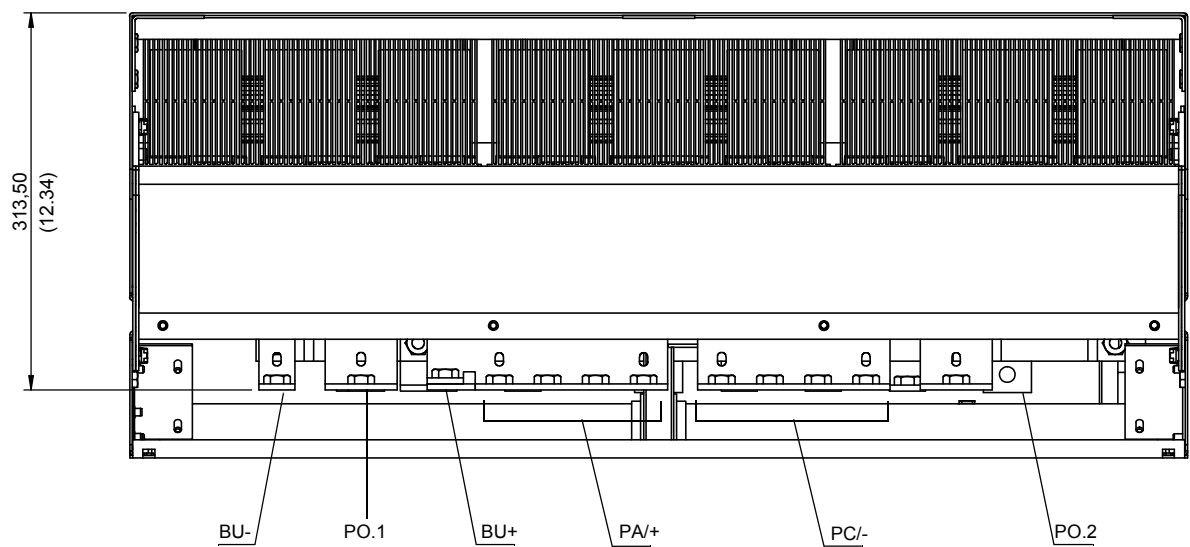 313,50
(12.34)
BU-
PO.1
BU+
PA/+
PC/-
PO.2